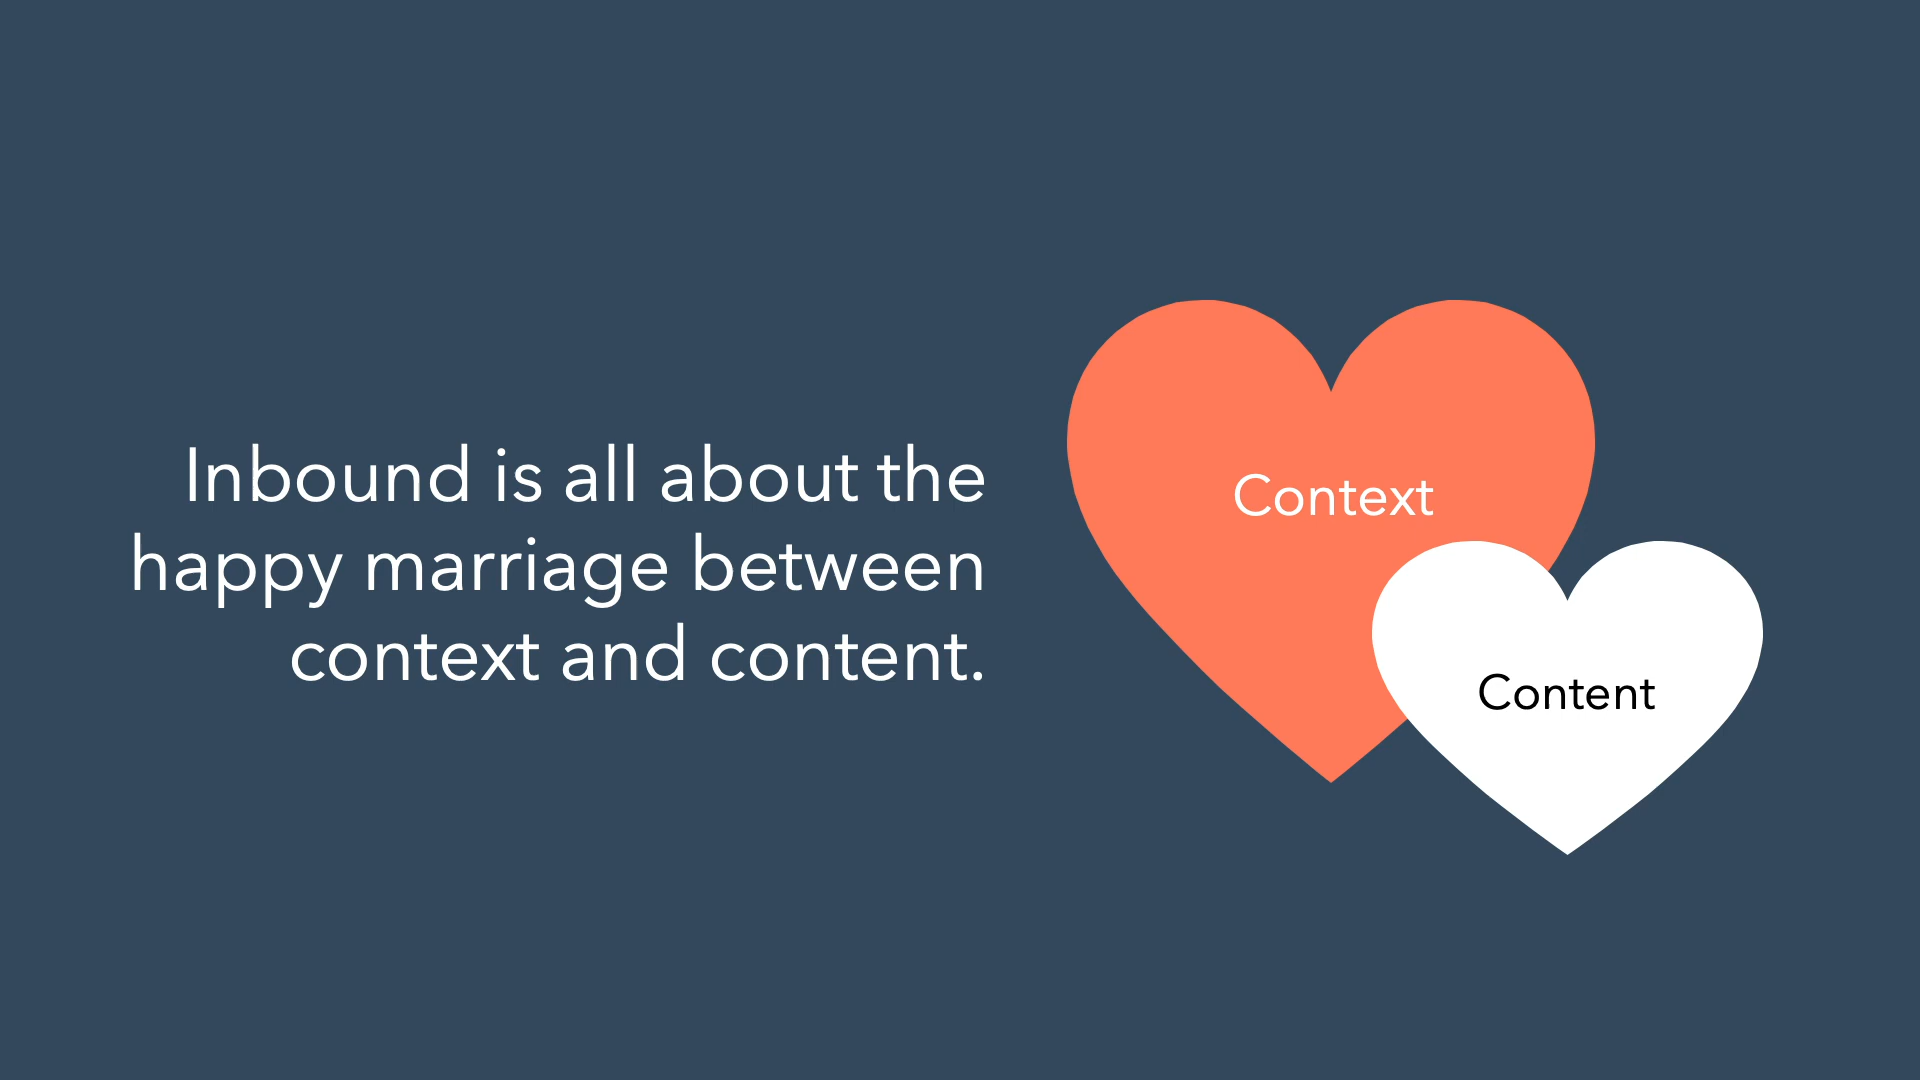 Inbound is all about the
happy marriage between
context and content.
Context
Content